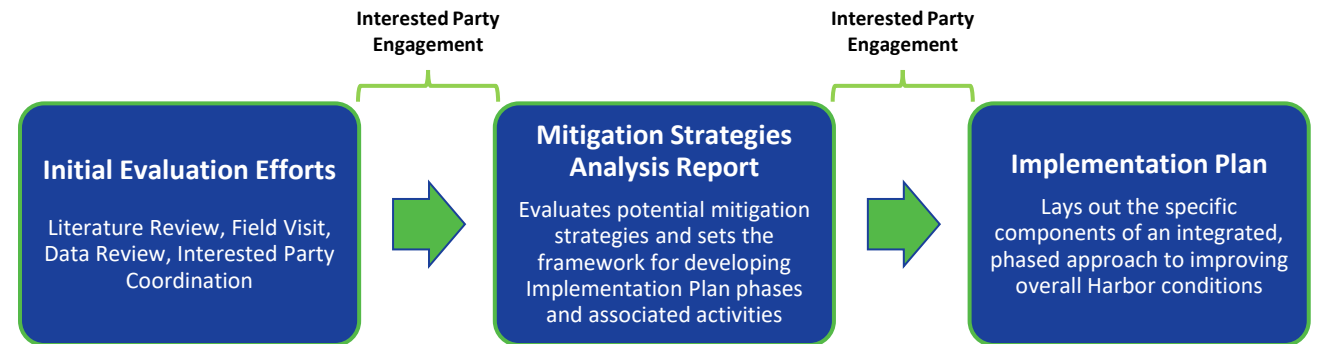 Interested Party
Engagement
Interested Party
Engagement
Initial Evaluation Efforts
Literature Review, Field Visit,
Data Review, Interested Party
Coordination
Mitigation Strategies
Analysis Report
Evaluates potential mitigation
strategies and sets the
framework for developing
Implementation Plan phases
and associated activities
Implementation Plan
Lays out the specific
components of an integrated,
phased approach to improving
overall Harbor conditions